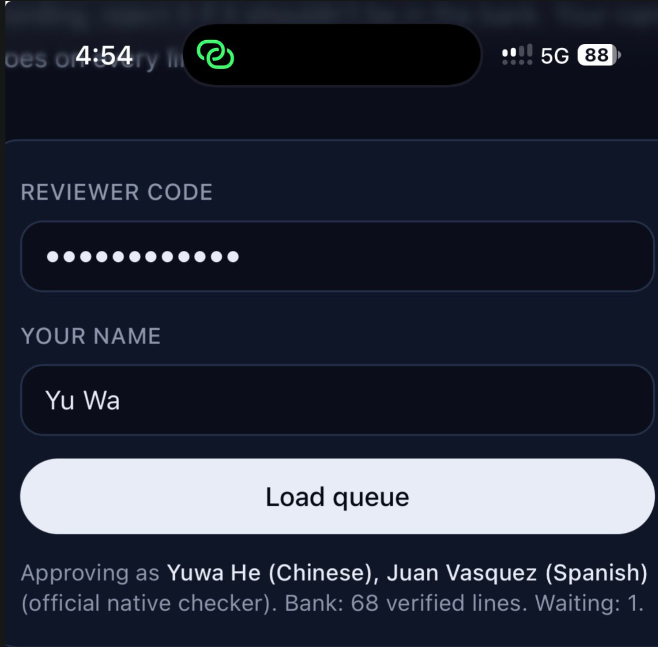 4:54
5G 88
REVIEWER CODE
YOUR NAME
Yu Wa
Load queue
Approving as Yuwa He (Chinese), Juan Vasquez (Spanish)
(official native checker). Bank: 68 verified lines. Waiting: 1.